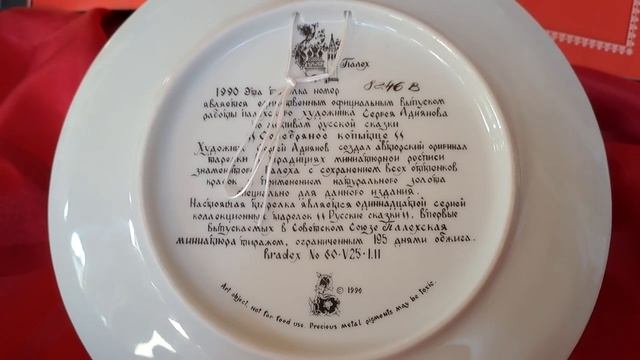 Палех
1990 Эта тарелка номер 8246 В
является единственным официальным выпуском
работы палехского художника Сергея Адиянова
по мотивам русской сказки
"Серебряное копытце"
Художник Сергей Адиянов создал авторский оригинал
тарелки в традициях миниатюрной росписи
знаменитого Палеха с сохранением всех оттенков
красок и применением натурального золота
специально для данного издания.
Настоящая тарелка является одиннадцатой серией
коллекционных тарелок "Русские сказки". Впервые
выпускаемых в Советском Союзе Палехская
миниатюра тиражом, ограниченным 195 днями обжига.
Bradex No 60-V25-1.11
© 1990
Art object, not for food use. Precious metal pigments may be toxic.